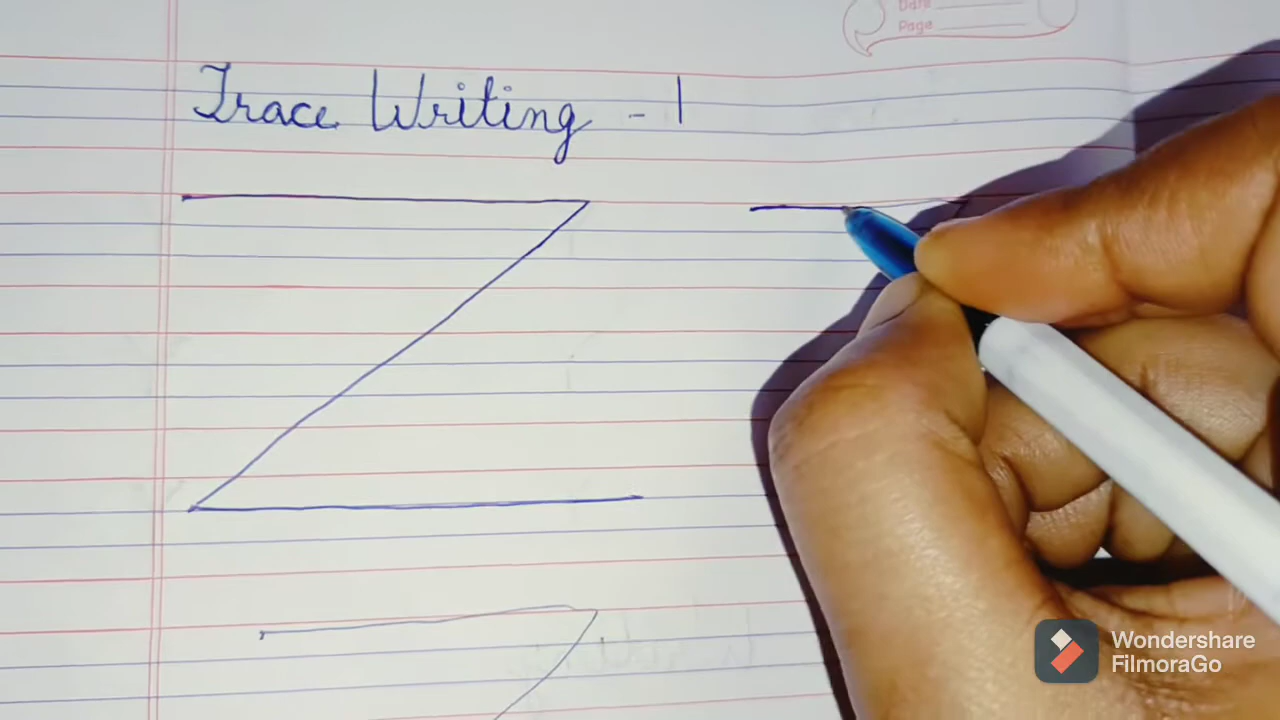 Date
Page
Trace Writing - 1
Z
Wondershare
FilmoraGo